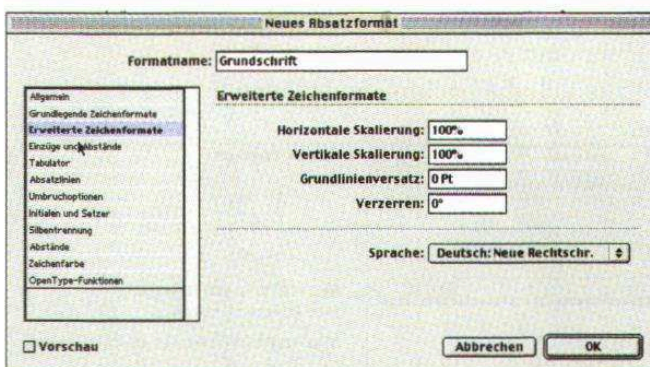 Neues Absatzformat
Formatname: Grundschrift
Allgemein
Grundlegende Zeichenformate
Erweiterte Zeichenformate
Einzüge und Abstände
Tabulator
Absatzlinien
Umbruchoptionen
Initialen und Setzer
Silbentrennung
Abstände
Zeichenfarbe
OpenType-Funktionen
Erweiterte Zeichenformate
Horizontale Skalierung: 100%
Vertikale Skalierung: 100%
Grundlinienversatz: 0 Pt
Verzerren: 0°
Sprache: Deutsch: Neue Rechtschr.
Vorschau
Abbrechen
OK